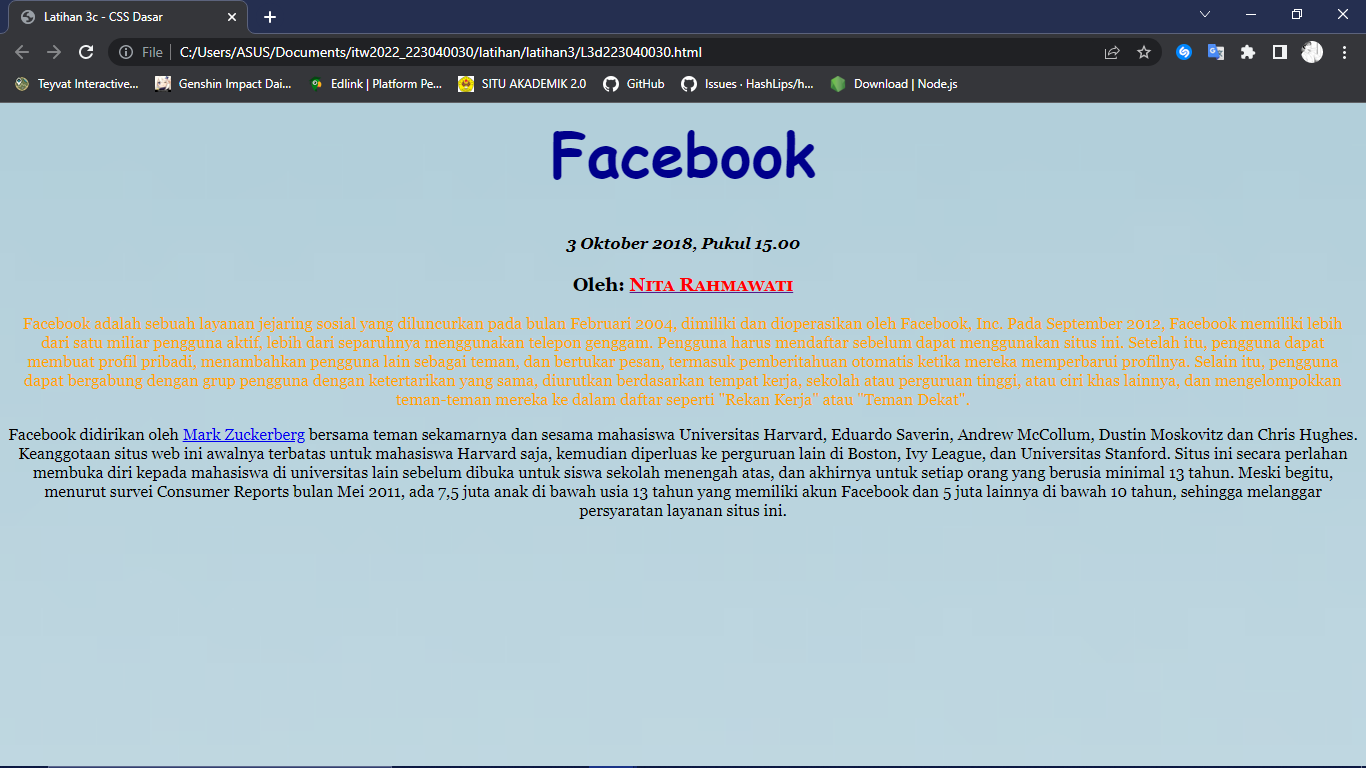 Latihan 3c - CSS Dasar
File
C:/Users/ASUS/Documents/itw2022_223040030/latihan/latihan3/L3d223040030.html
Teyvat Interactive...
Genshin Impact Dai...
Edlink | Platform Pe...
SITU AKADEMIK 2.0
GitHub
Issues · HashLips/h...
Download | Node.js
Facebook
3 Oktober 2018, Pukul 15.00
Oleh: Nita Rahmawati
Facebook adalah sebuah layanan jejaring sosial yang diluncurkan pada bulan Februari 2004, dimiliki dan dioperasikan oleh Facebook, Inc. Pada September 2012, Facebook memiliki lebih
dari satu miliar pengguna aktif, lebih dari separuhnya menggunakan telepon genggam. Pengguna harus mendaftar sebelum dapat menggunakan situs ini. Setelah itu, pengguna dapat
membuat profil pribadi, menambahkan pengguna lain sebagai teman, dan bertukar pesan, termasuk pemberitahuan otomatis ketika mereka memperbarui profilnya. Selain itu, pengguna
dapat bergabung dengan grup pengguna dengan ketertarikan yang sama, diurutkan berdasarkan tempat kerja, sekolah atau perguruan tinggi, atau ciri khas lainnya, dan mengelompokkan
teman-teman mereka ke dalam daftar seperti "Rekan Kerja" atau "Teman Dekat".
Facebook didirikan oleh Mark Zuckerberg bersama teman sekamarnya dan sesama mahasiswa Universitas Harvard, Eduardo Saverin, Andrew McCollum, Dustin Moskovitz dan Chris Hughes.
Keanggotaan situs web ini awalnya terbatas untuk mahasiswa Harvard saja, kemudian diperluas ke perguruan lain di Boston, Ivy League, dan Universitas Stanford. Situs ini secara perlahan
membuka diri kepada mahasiswa di universitas lain sebelum dibuka untuk siswa sekolah menengah atas, dan akhirnya untuk setiap orang yang berusia minimal 13 tahun. Meski begitu,
menurut survei Consumer Reports bulan Mei 2011, ada 7,5 juta anak di bawah usia 13 tahun yang memiliki akun Facebook dan 5 juta lainnya di bawah 10 tahun, sehingga melanggar
persyaratan layanan situs ini.